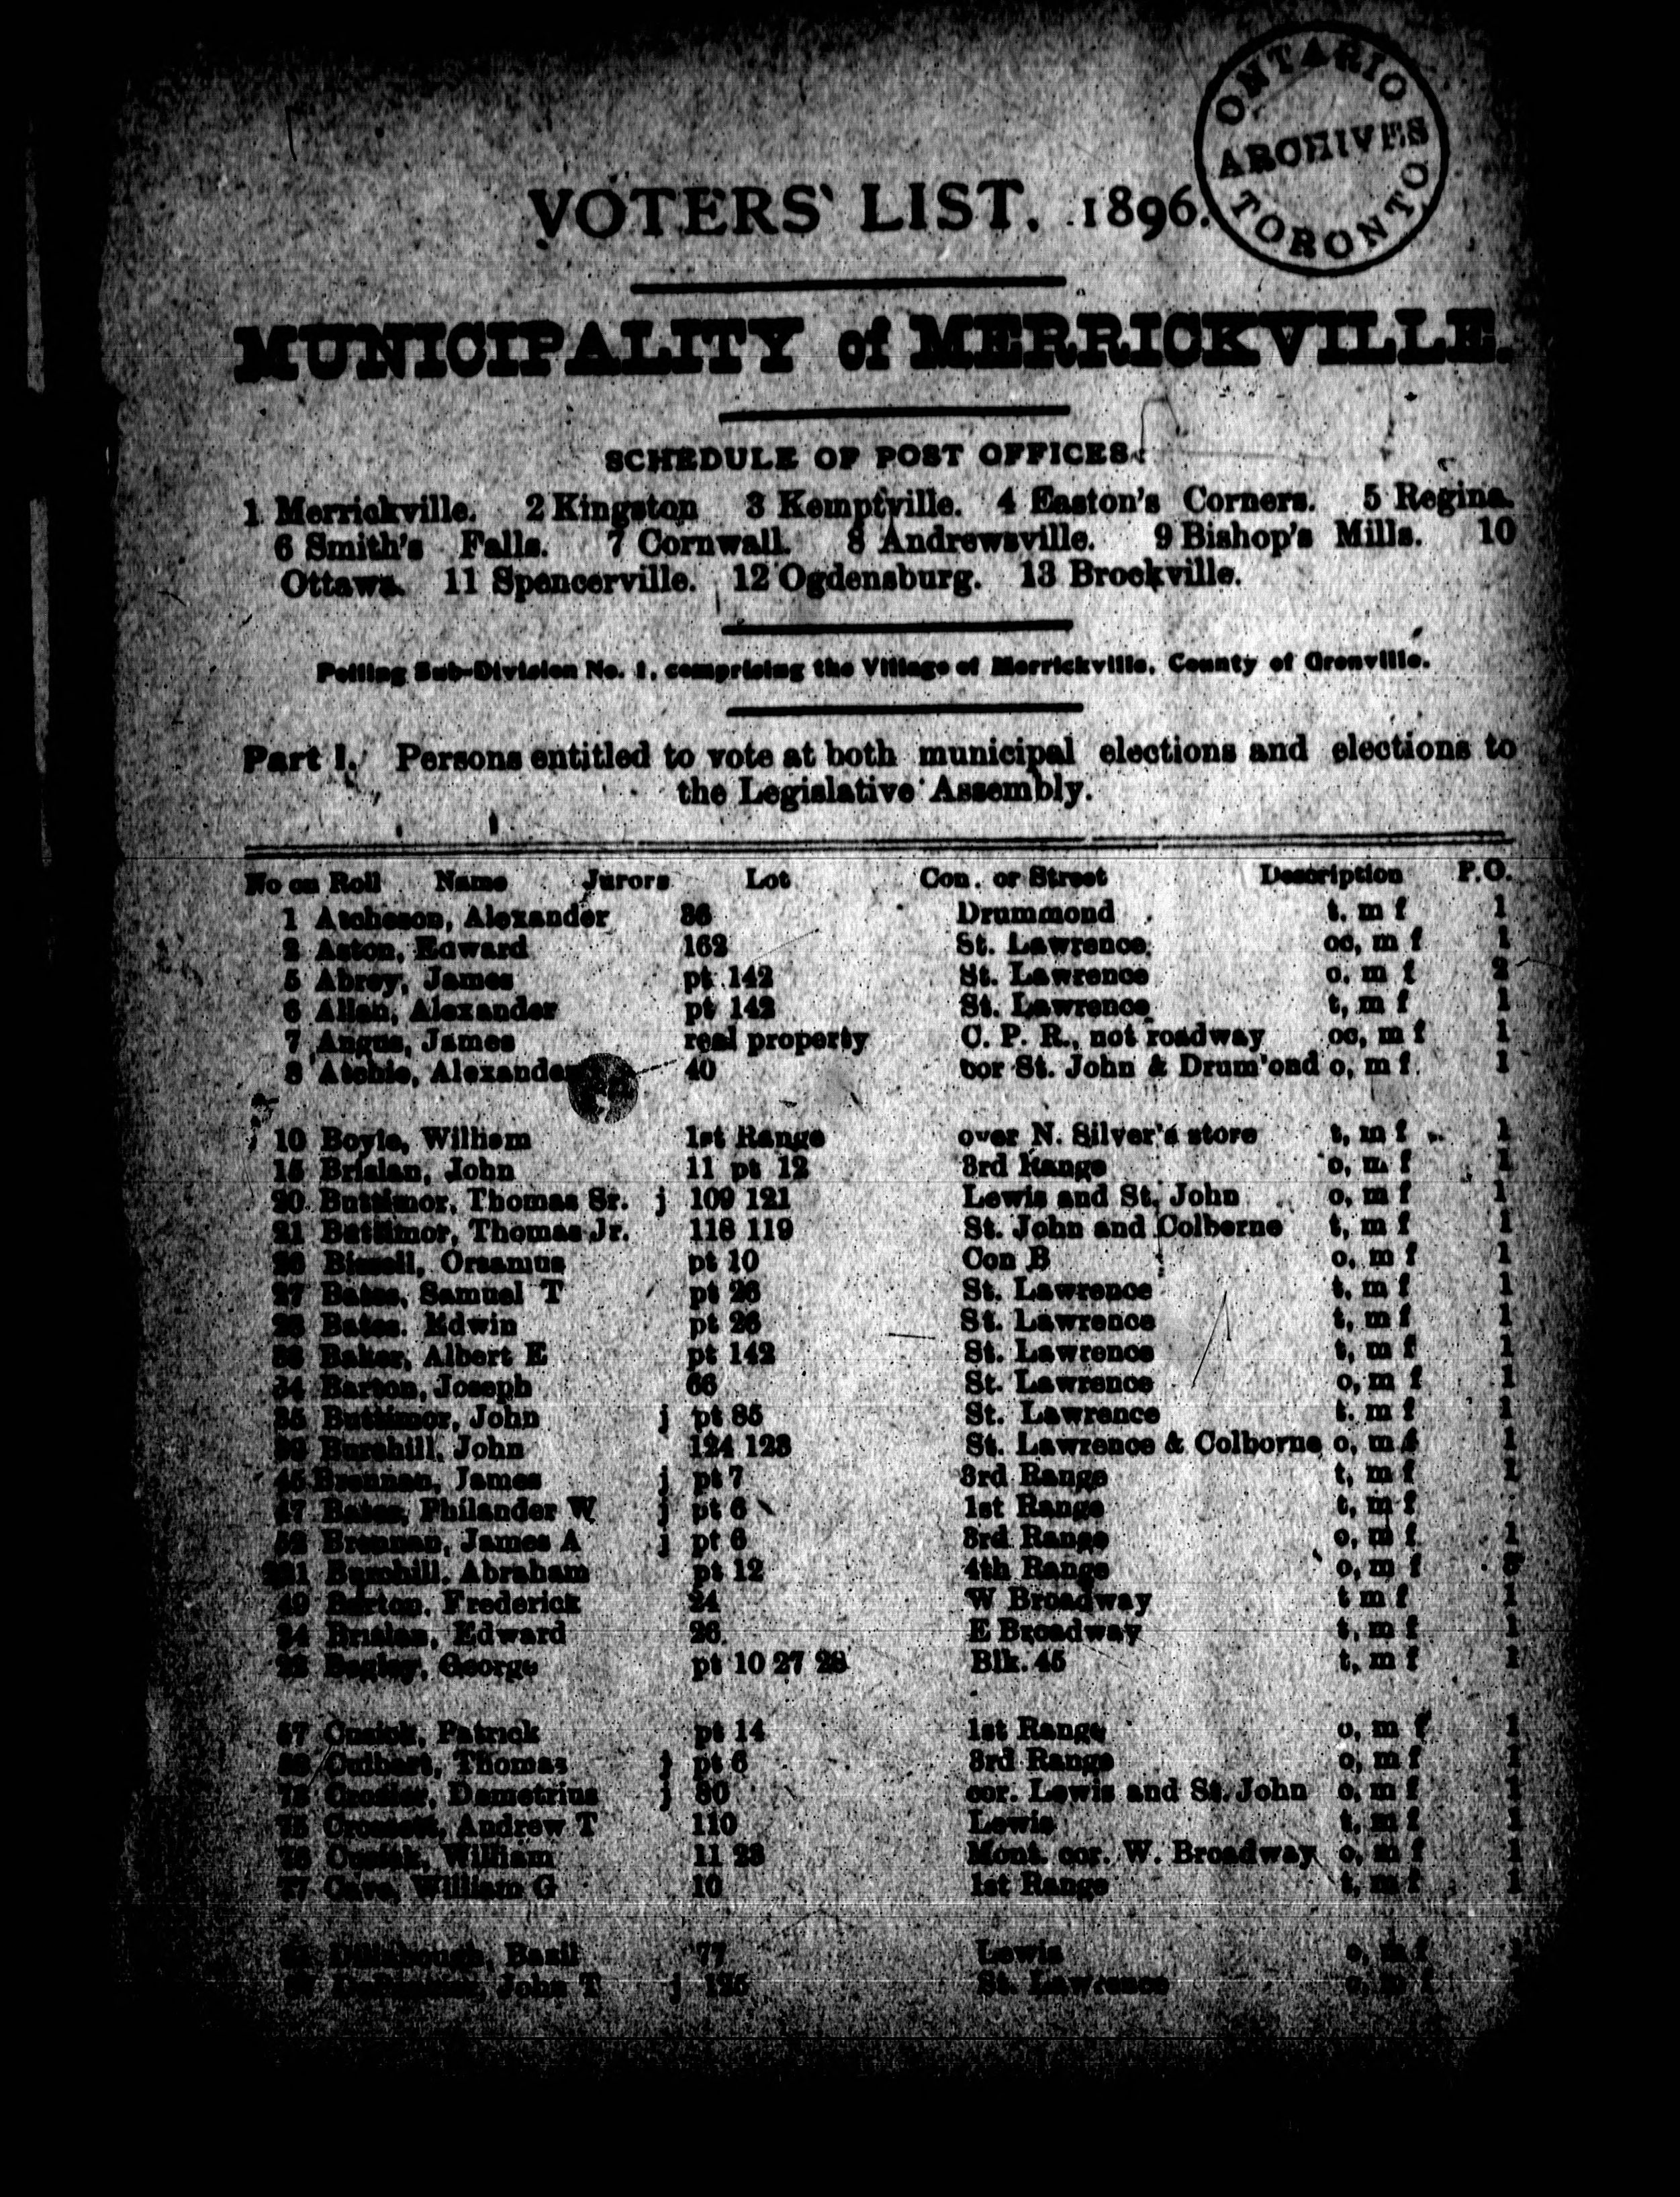 ONTARIO
ARCHIVES
TORONTO
VOTERS' LIST, 1896.
MUNICIPALITY of MERRICKVILLE.
SCHEDULE OF POST OFFICES.
1 Merrickville. 2 Kingston 3 Kemptville. 4 Easton's Corners. 5 Regina.
6 Smith's Falls. 7 Cornwall. 8 Andrewsville. 9 Bishop's Mills. 10
Ottawa. 11 Spencerville. 12 Ogdensburg. 13 Brockville.
Polling Sub-Division No. 1, comprising the Village of Merrickville, County of Grenville.
Part I. Persons entitled to vote at both municipal elections and elections to
the Legislative Assembly.
No on Roll Name Jurors Lot Con. or Street Description P.O.
1 Atcheson, Alexander 86 Drummond t. m f 1
2 Aston, Edward 162 St. Lawrence oc, m f 1
5 Abrey, James pt 142 St. Lawrence o. m f 2
6 Allan, Alexander pt 142 St. Lawrence t, m f 1
7 Angus, James real property C. P. R., not roadway oc, m f 1
8 Atchie, Alexander 40 cor St. John & Drum'ond o, m f. 1
10 Boyle, William 1st Range over N. Silver's store t, m f 1
15 Brislan, John 11 pt 12 3rd Range o, m f 1
20 Buttimor, Thomas Sr. j 109 121 Lewis and St. John o, m f 1
21 Buttimor, Thomas Jr. 118 119 St. John and Colborne t, m f 1
Bissell, Orsamus pt 10 Con B o, m f 1
27 Bates, Samuel T pt 26 St. Lawrence t, m f 1
Bates. Edwin pt 26 St. Lawrence t, m f 1
Baker, Albert E pt 142 St. Lawrence t, m f 1
34 Barton, Joseph 66 St. Lawrence o, m f 1
35 Buttimor, John j pt 85 St. Lawrence t. m f 1
Burchill, John 124 123 St. Lawrence & Colborne o, m f 1
45 Brennan, James j pt 7 3rd Range t, m f 1
47 Bates, Philander W j pt 6 1st Range t, m f
52 Brennan, James A j pt 6 3rd Range o, m f 1
Burchill, Abraham pt 12 4th Range o, m f
49 Barton, Frederick 24 W Broadway t m f 1
Brislan, Edward 26. E Broadway t, m f 1
Begley, George pt 10 27 28 Blk. 45 t, m f 1
57 Cusick, Patrick pt 14 1st Range o, m f 1
Culbert, Thomas j pt 6 3rd Range o, m f 1
Crozier, Demetrius j 80 cor. Lewis and St. John o, m f 1
Andrew T 110 Lewis t, m f 1
Cusick, William 11 23 Mont. cor. W. Broadway o, m f 1
77 Cave, William G 10 1st Range t, m f 1
Basil 77 Lewis o, m f
John T j St. Lawrence